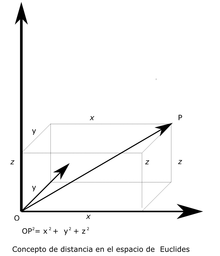 x
P
y
z
z
z
y
O
x
OP²= x² + y² + z²
Concepto de distancia en el espacio de Euclides